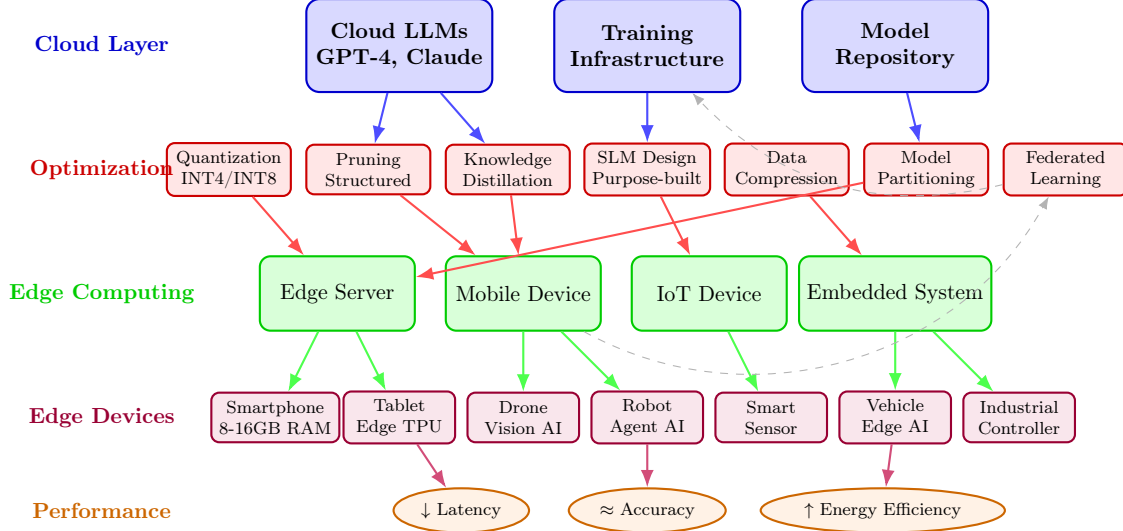 Cloud Layer
Cloud LLMs
GPT-4, Claude
Training
Infrastructure
Model
Repository
Optimization
Quantization
INT4/INT8
Pruning
Structured
Knowledge
Distillation
SLM Design
Purpose-built
Data
Compression
Model
Partitioning
Federated
Learning
Edge Computing
Edge Server
Mobile Device
IoT Device
Embedded System
Edge Devices
Smartphone
8-16GB RAM
Tablet
Edge TPU
Drone
Vision AI
Robot
Agent AI
Smart
Sensor
Vehicle
Edge AI
Industrial
Controller
Performance
↓ Latency
≈ Accuracy
↑ Energy Efficiency